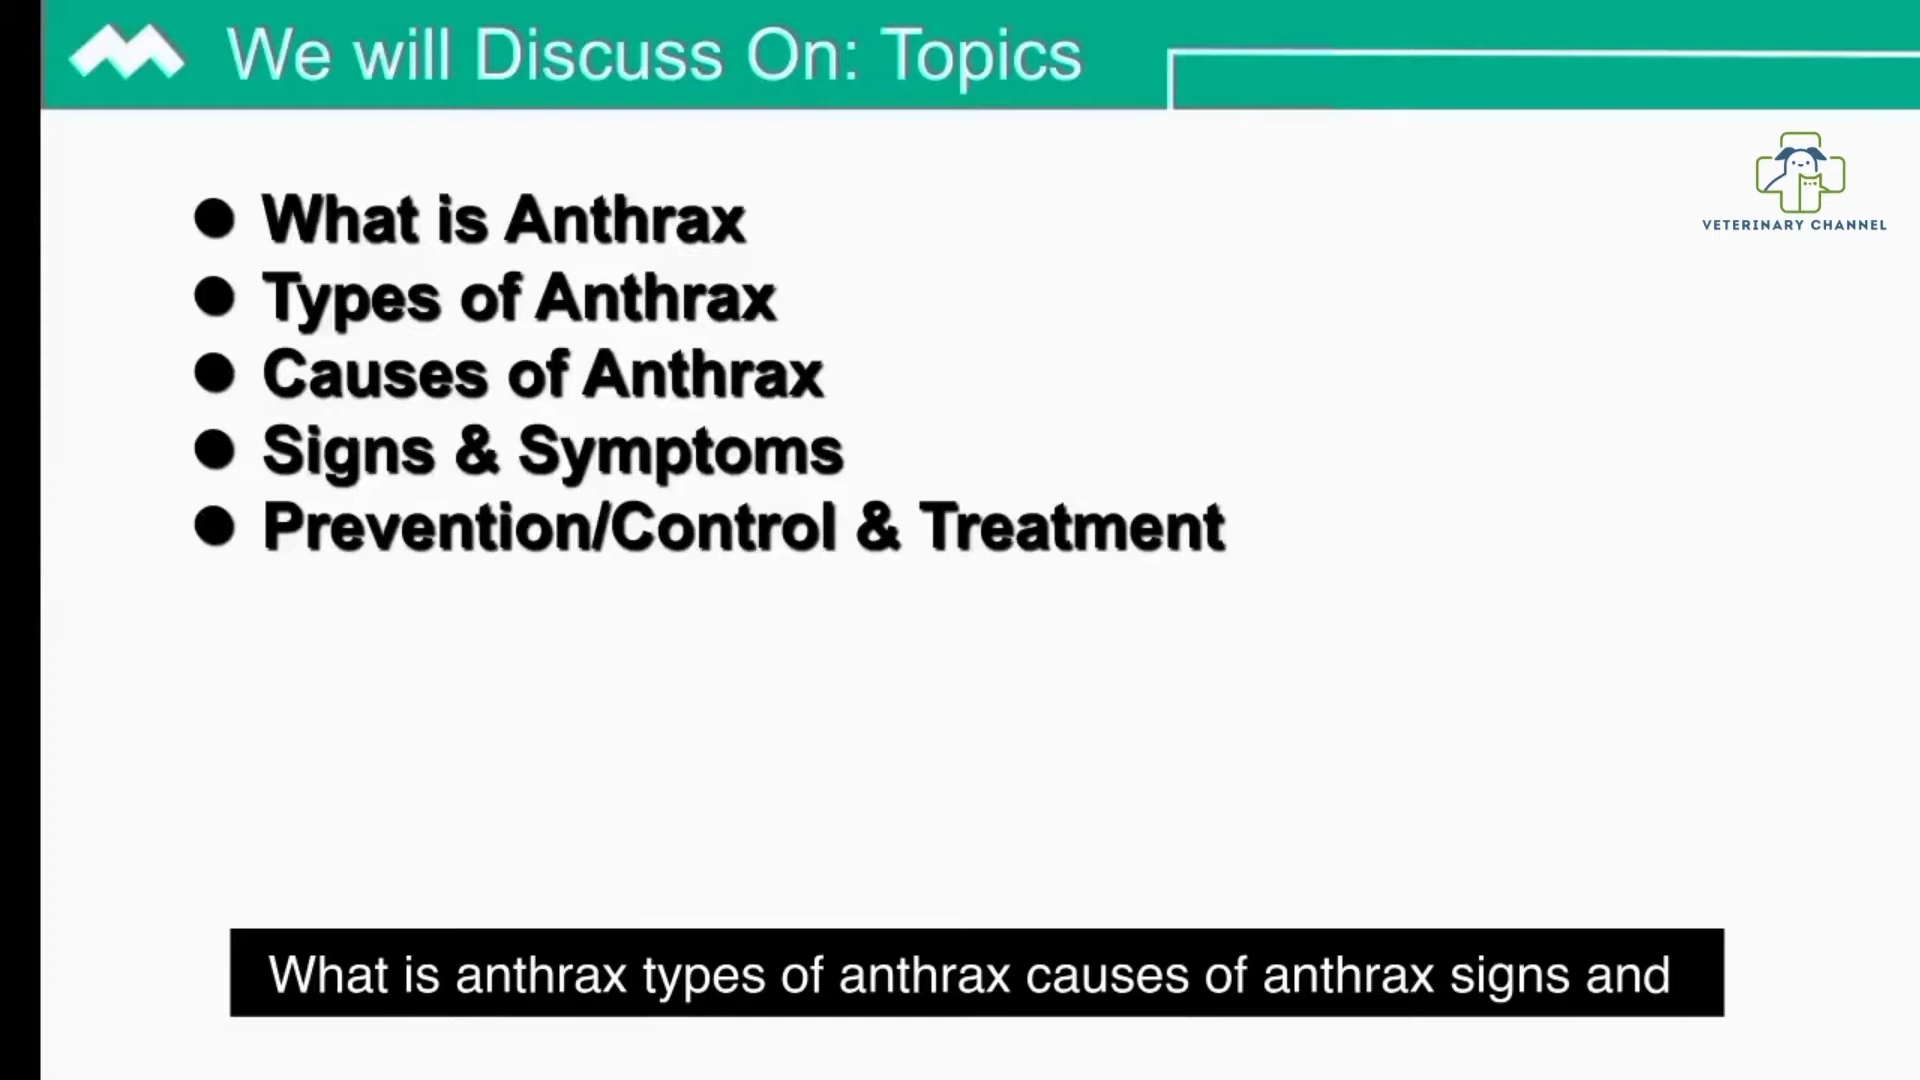 We will Discuss On: Topics
VETERINARY CHANNEL
● What is Anthrax
● Types of Anthrax
● Causes of Anthrax
● Signs & Symptoms
● Prevention/Control & Treatment
What is anthrax types of anthrax causes of anthrax signs and